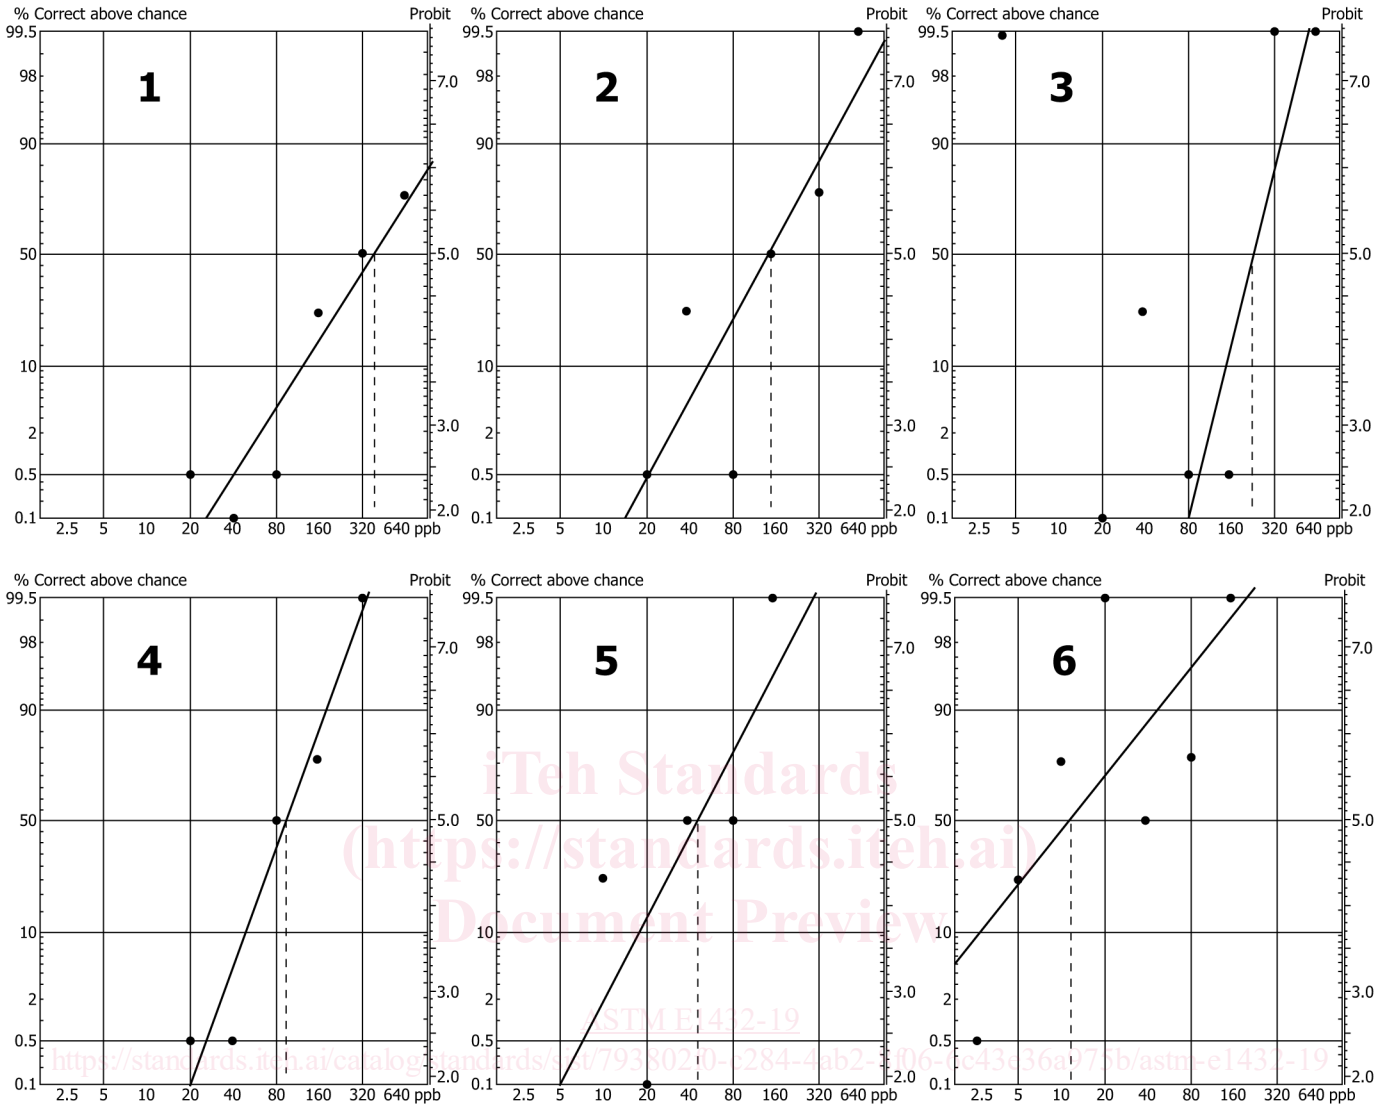 % Correct above chance Probit % Correct above chance Probit % Correct above chance Probit
99.5 99.5 99.5
98 7.0 98 7.0 98 7.0
1 2 3
90 90 90
50 5.0 50 5.0 50 5.0
10 10 10
2 3.0 2 3.0 2 3.0
0.5 0.5 0.5
0.1 2.0 0.1 2.0 0.1 2.0
2.5 5 10 20 40 80 160 320 640 ppb 2.5 5 10 20 40 80 160 320 640 ppb 2.5 5 10 20 40 80 160 320 640 ppb
% Correct above chance Probit % Correct above chance Probit % Correct above chance Probit
99.5 99.5 99.5
98 7.0 98 7.0 98 7.0
4 5 6
90 90 90
iTeh Standards
50 5.0 50 5.0 50 5.0
(https://standards.iteh.ai)
Document Preview
10 10 10
2 3.0 2 3.0 2 3.0
ASTM E1432-19
0.5 0.5 0.5
0.1 2.0 0.1 2.0 0.1 2.0
2.5 5 10 20 40 80 160 320 640 ppb 2.5 5 10 20 40 80 160 320 640 ppb 2.5 5 10 20 40 80 160 320 640 ppb